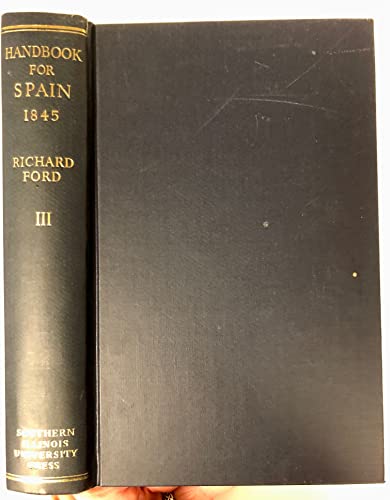 HANDBOOK
FOR
SPAIN
1845
RICHARD
FORD
III
SOUTHERN
ILLINOIS
UNIVERSITY
PRESS